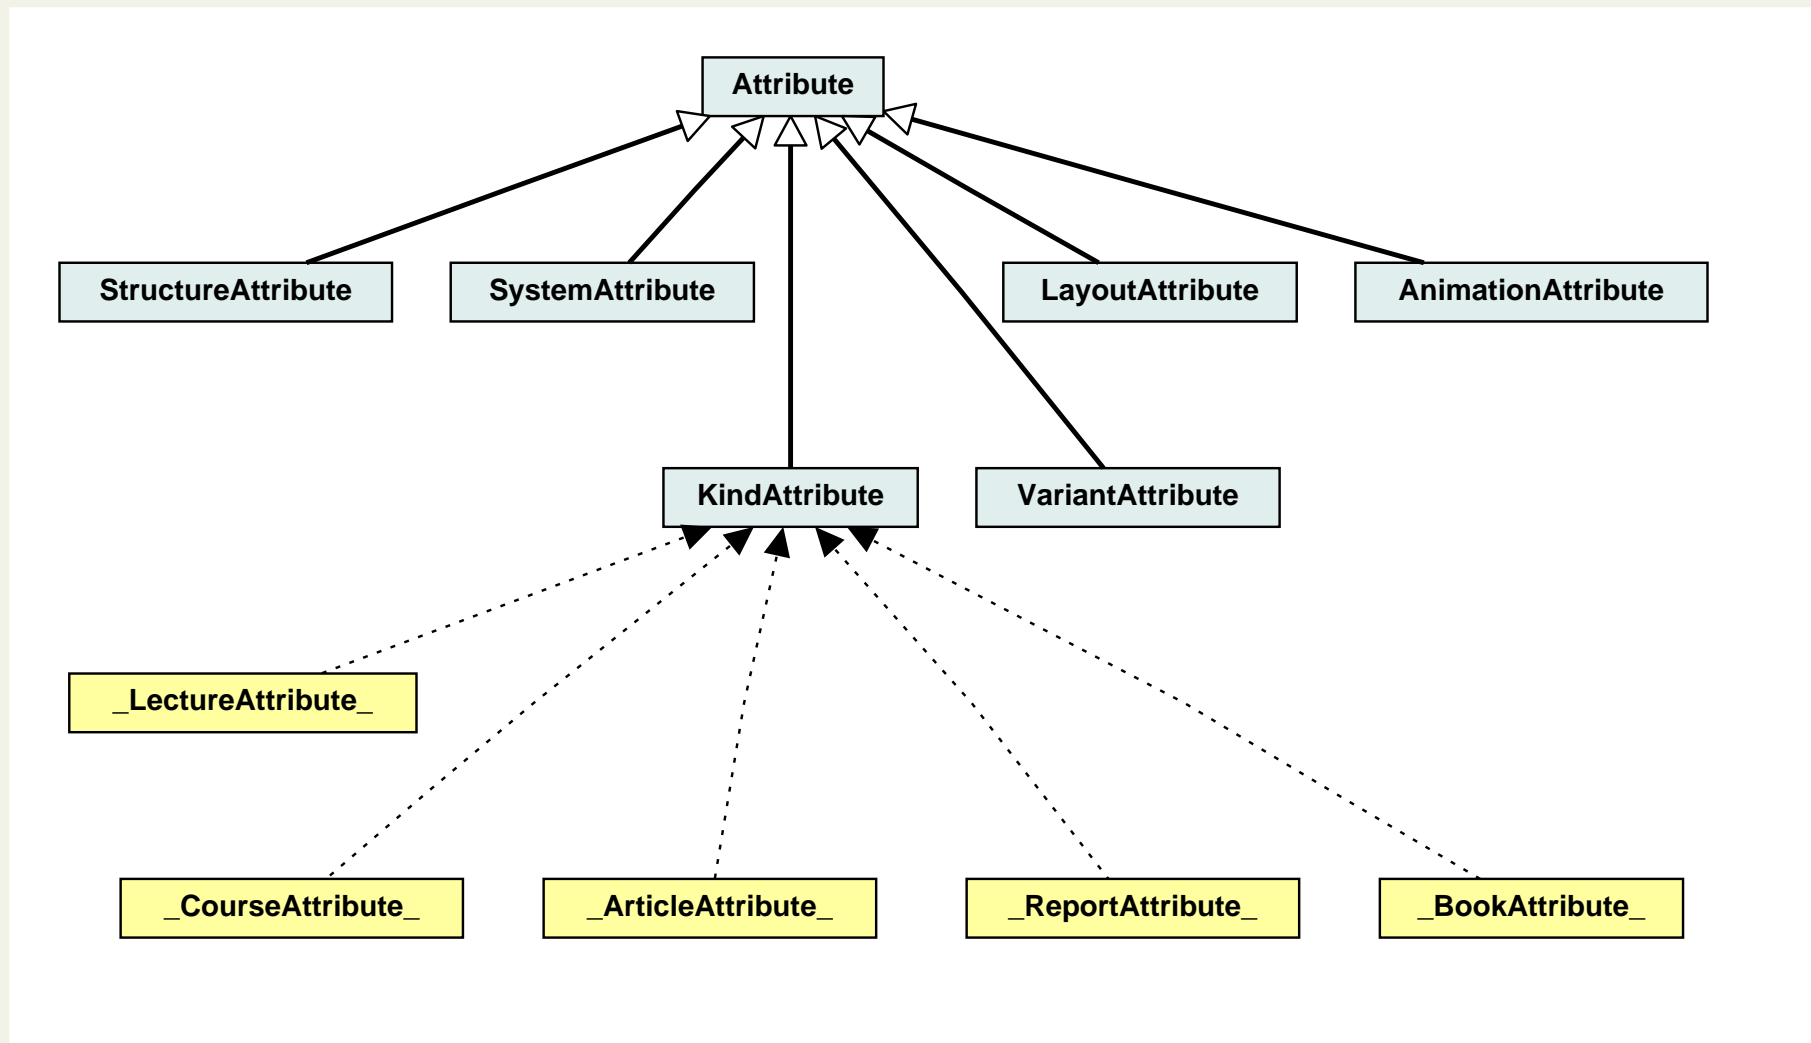 Attribute
StructureAttribute
SystemAttribute
LayoutAttribute
AnimationAttribute
KindAttribute
VariantAttribute
_LectureAttribute_
_CourseAttribute_
_ArticleAttribute_
_ReportAttribute_
_BookAttribute_